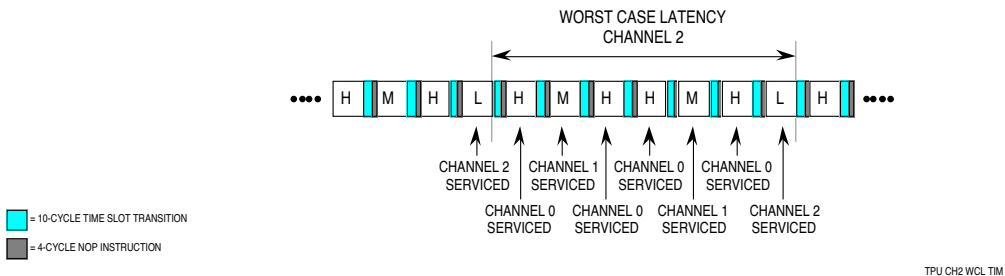 WORST CASE LATENCY
CHANNEL 2
H M H L H M H H M H L H
CHANNEL 2
SERVICED
CHANNEL 1
SERVICED
CHANNEL 0
SERVICED
CHANNEL 0
SERVICED
CHANNEL 0
SERVICED
CHANNEL 0
SERVICED
CHANNEL 1
SERVICED
CHANNEL 2
SERVICED
= 10-CYCLE TIME SLOT TRANSITION
= 4-CYCLE NOP INSTRUCTION
TPU CH2 WCL TIM